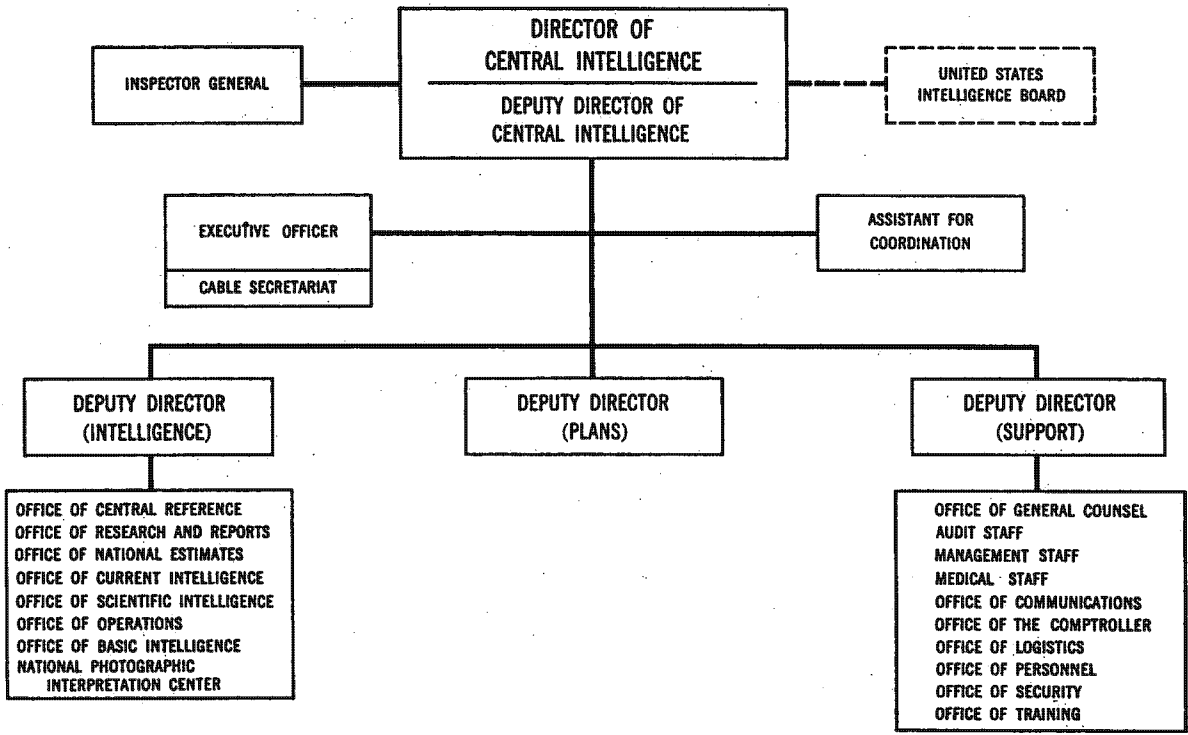 DIRECTOR OF
CENTRAL INTELLIGENCE
DEPUTY DIRECTOR OF
CENTRAL INTELLIGENCE
INSPECTOR GENERAL
UNITED STATES
INTELLIGENCE BOARD
EXECUTIVE OFFICER
CABLE SECRETARIAT
ASSISTANT FOR
COORDINATION
DEPUTY DIRECTOR
(INTELLIGENCE)
DEPUTY DIRECTOR
(PLANS)
DEPUTY DIRECTOR
(SUPPORT)
OFFICE OF CENTRAL REFERENCE
OFFICE OF RESEARCH AND REPORTS
OFFICE OF NATIONAL ESTIMATES
OFFICE OF CURRENT INTELLIGENCE
OFFICE OF SCIENTIFIC INTELLIGENCE
OFFICE OF OPERATIONS
OFFICE OF BASIC INTELLIGENCE
NATIONAL PHOTOGRAPHIC
INTERPRETATION CENTER
OFFICE OF GENERAL COUNSEL
AUDIT STAFF
MANAGEMENT STAFF
MEDICAL STAFF
OFFICE OF COMMUNICATIONS
OFFICE OF THE COMPTROLLER
OFFICE OF LOGISTICS
OFFICE OF PERSONNEL
OFFICE OF SECURITY
OFFICE OF TRAINING